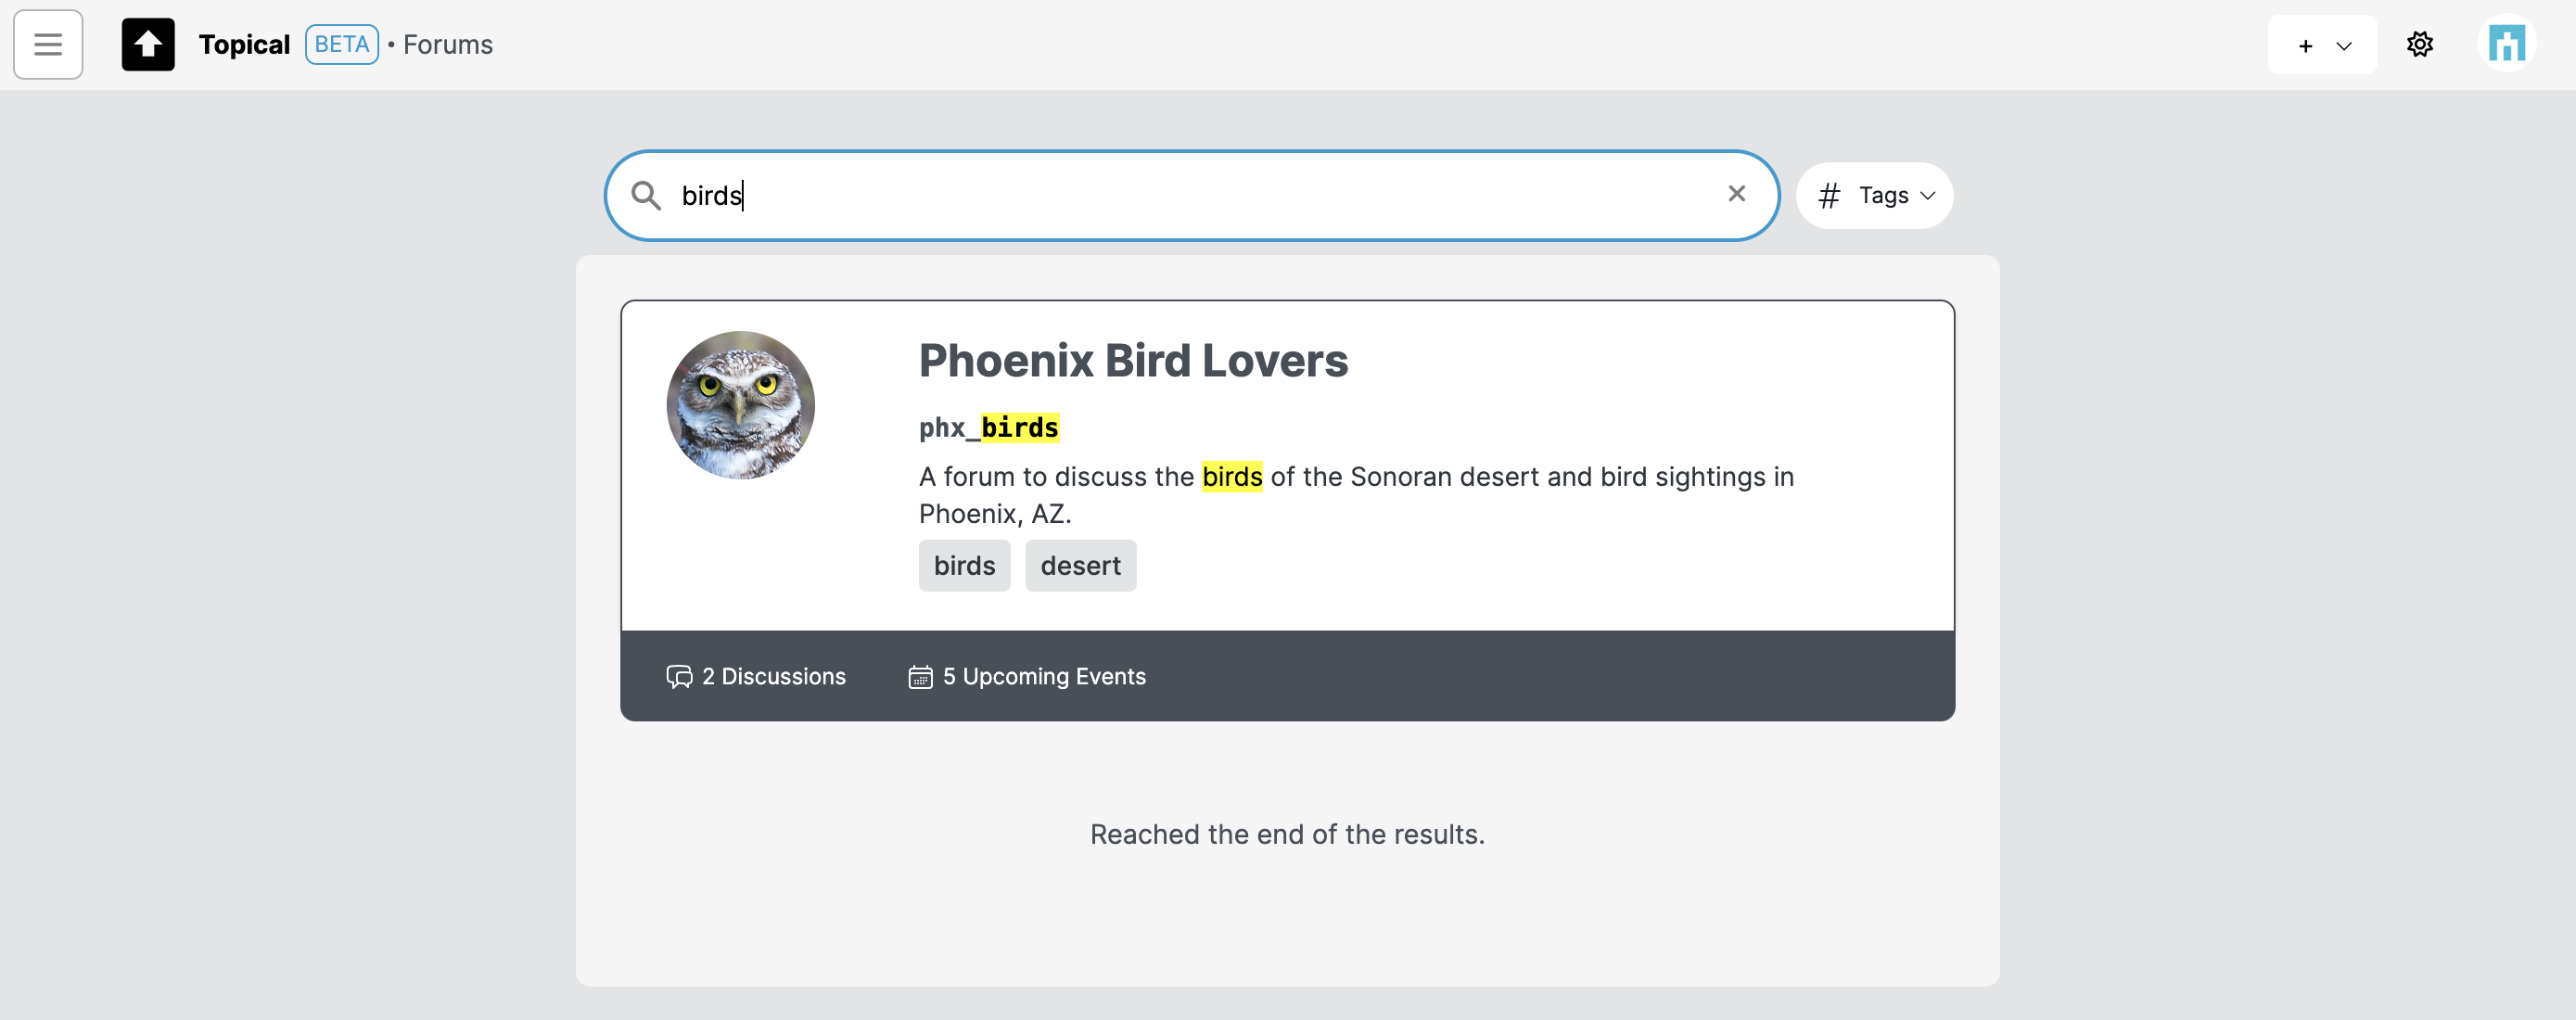 Topical BETA • Forums
+
birds
# Tags
Phoenix Bird Lovers
phx_birds
A forum to discuss the birds of the Sonoran desert and bird sightings in
Phoenix, AZ.
birds desert
2 Discussions 5 Upcoming Events
Reached the end of the results.